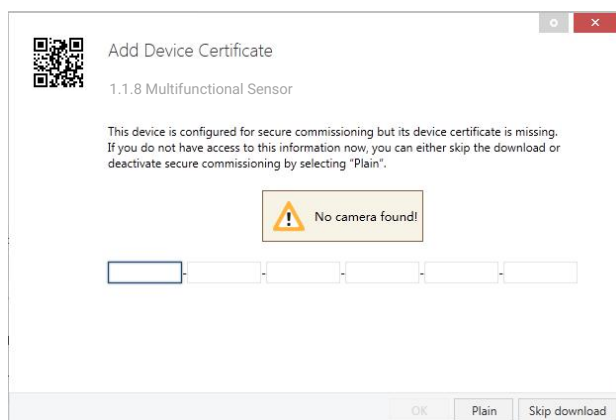 Add Device Certificate
1.1.8 Multifunctional Sensor
This device is configured for secure commissioning but its device certificate is missing.
If you do not have access to this information now, you can either skip the download or
deactivate secure commissioning by selecting "Plain".
No camera found!
- - - - -
OK Plain Skip download